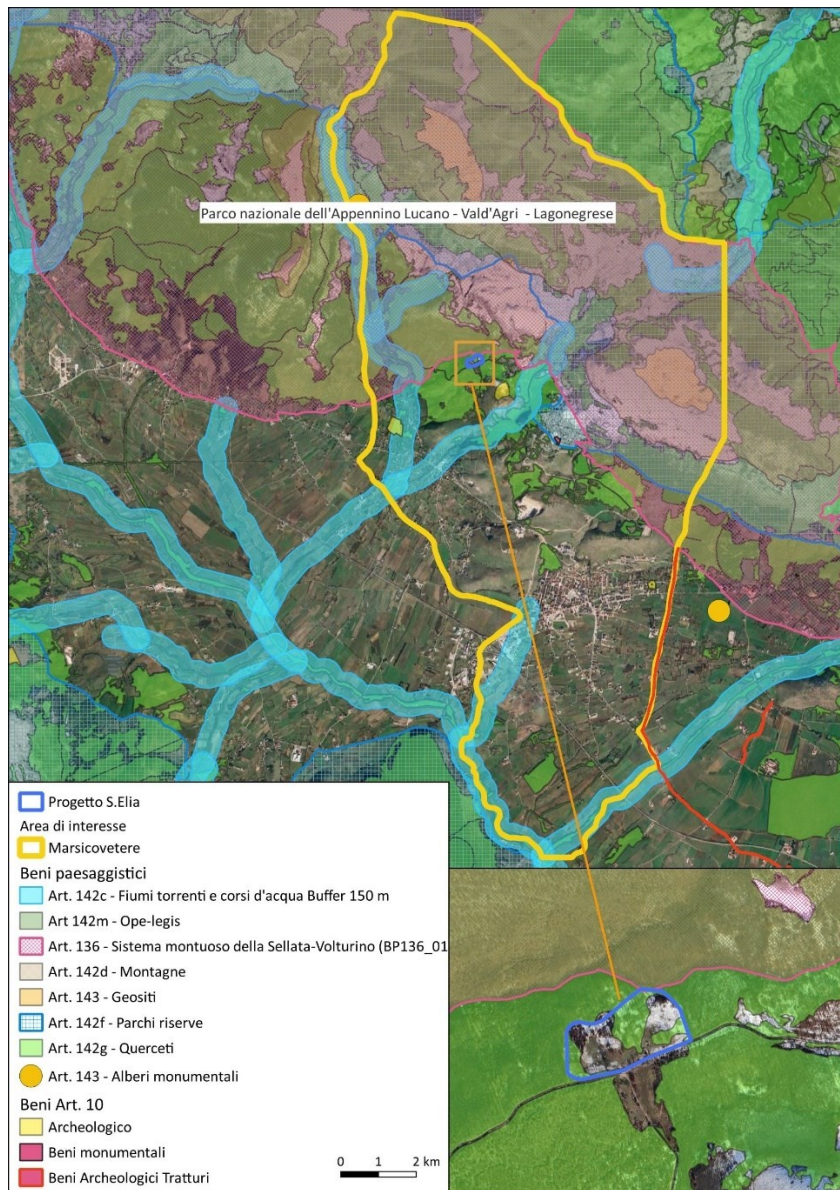 Parco nazionale dell'Appennino Lucano - Vald'Agri  - Lagonegrese
Progetto S.Elia
Area di interesse
Marsicovetere
Beni paesaggistici
Art. 142c - Fiumi torrenti e corsi d'acqua Buffer 150 m
Art 142m - Ope-legis
Art. 136 - Sistema montuoso della Sellata-Volturino (BP136_01
Art. 142d - Montagne
Art. 143 - Geositi
Art. 142f - Parchi riserve
Art. 142g - Querceti
Art. 143 - Alberi monumentali
Beni Art. 10
Archeologico
Beni monumentali
Beni Archeologici Tratturi
0 1 2 km